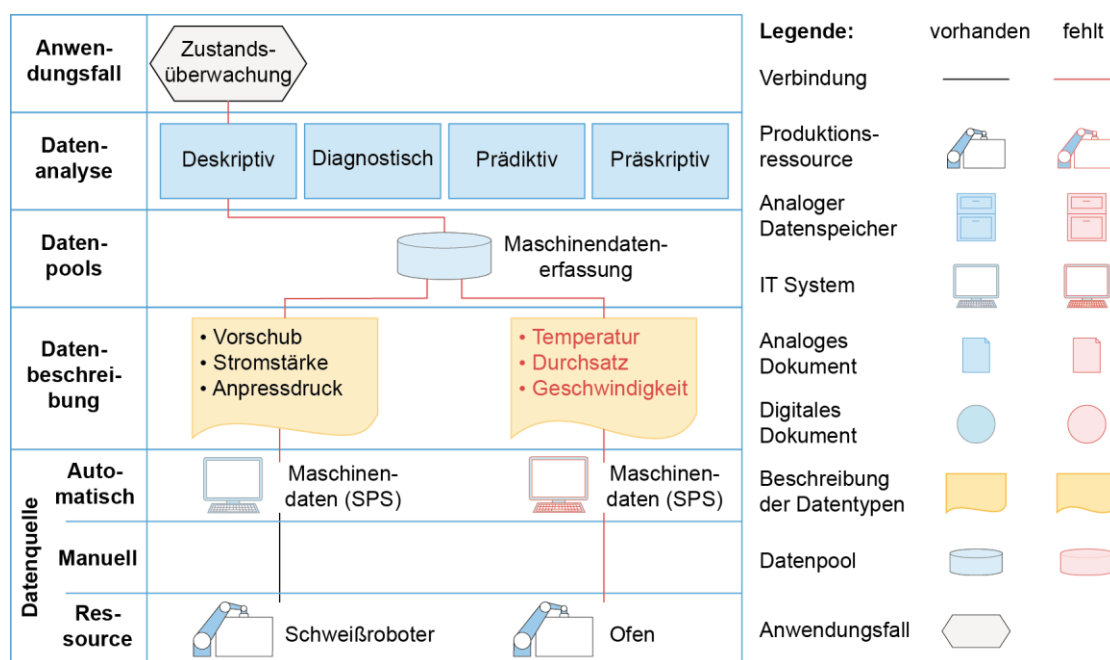 Anwen-
dungsfall
Zustands-
überwachung
Daten-
analyse
Deskriptiv
Diagnostisch
Prädiktiv
Präskriptiv
Daten-
pools
Maschinendaten-
erfassung
Daten-
beschrei-
bung
• Vorschub
• Stromstärke
• Anpressdruck
• Temperatur
• Durchsatz
• Geschwindigkeit
Datenquelle
Auto-
matisch
Maschinen-
daten (SPS)
Maschinen-
daten (SPS)
Manuell
Res-
source
Schweißroboter
Ofen
Legende:
vorhanden
fehlt
Verbindung
Produktions-
ressource
Analoger
Datenspeicher
IT System
Analoges
Dokument
Digitales
Dokument
Beschreibung
der Datentypen
Datenpool
Anwendungsfall